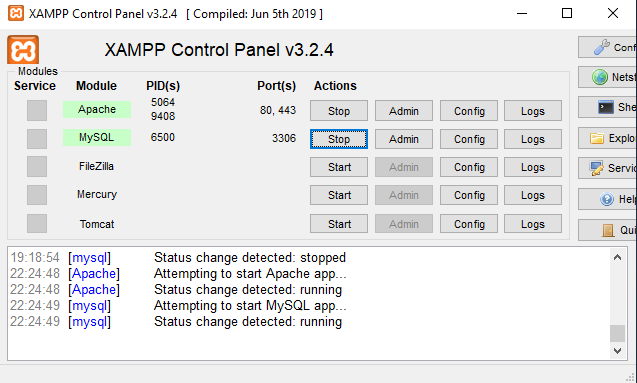 XAMPP Control Panel v3.2.4 [ Compiled: Jun 5th 2019 ]
XAMPP Control Panel v3.2.4
Conf
Modules
Service Module PID(s) Port(s) Actions
Netst
Apache 5064 9408 80, 443 Stop Admin Config Logs
She
MySQL 6500 3306 Stop Admin Config Logs
Explo
FileZilla Start Admin Config Logs
Servic
Mercury Start Admin Config Logs
Help
Tomcat Start Admin Config Logs
Qui
19:18:54 [mysql] Status change detected: stopped
22:24:48 [Apache] Attempting to start Apache app...
22:24:48 [Apache] Status change detected: running
22:24:49 [mysql] Attempting to start MySQL app...
22:24:49 [mysql] Status change detected: running